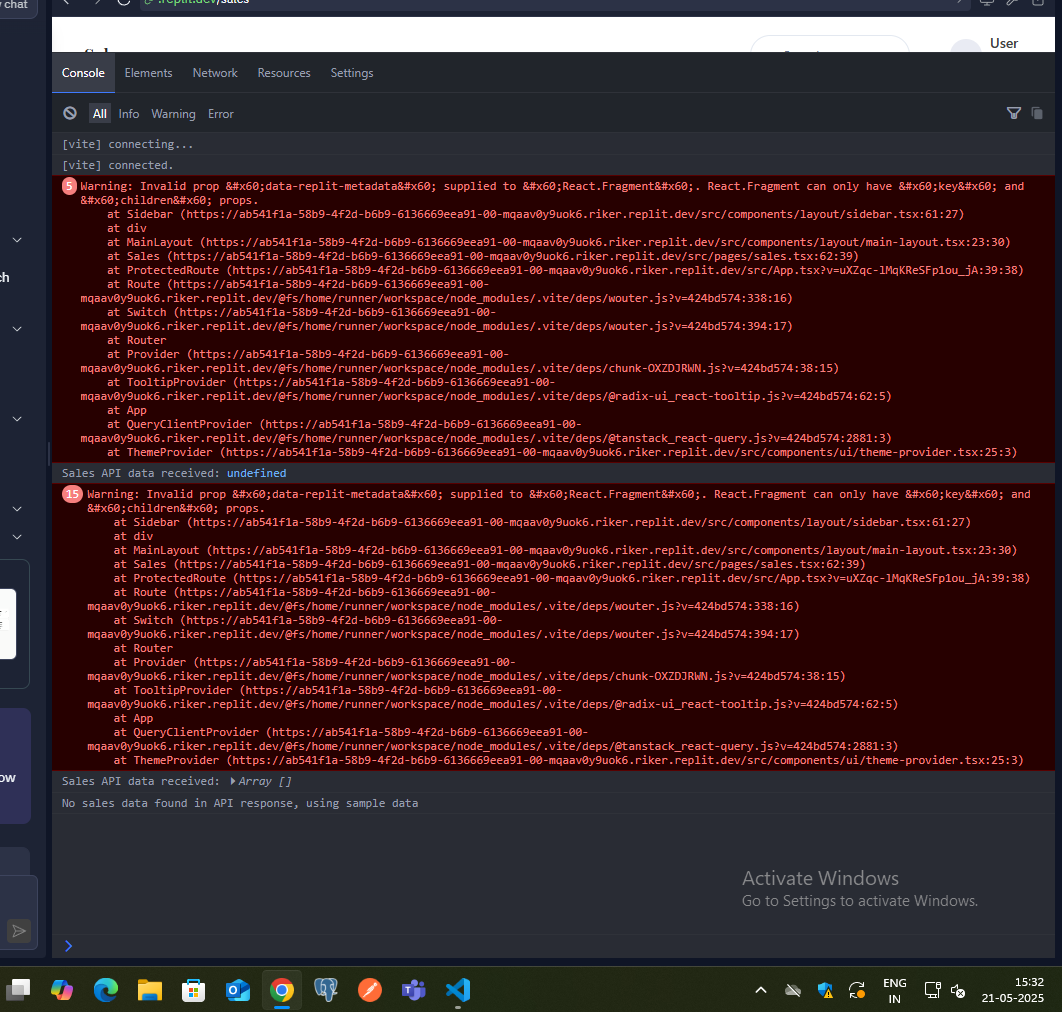 chat
.replit.dev/sales
User
Console Elements Network Resources Settings
All Info Warning Error
[vite] connecting...
[vite] connected.
5 Warning: Invalid prop &#x60;data-replit-metadata&#x60; supplied to &#x60;React.Fragment&#x60;. React.Fragment can only have &#x60;key&#x60; and
&#x60;children&#x60; props.
at Sidebar (https://ab541f1a-58b9-4f2d-b6b9-6136669eea91-00-mqaav0y9uok6.riker.replit.dev/src/components/layout/sidebar.tsx:61:27)
at div
at MainLayout (https://ab541f1a-58b9-4f2d-b6b9-6136669eea91-00-mqaav0y9uok6.riker.replit.dev/src/components/layout/main-layout.tsx:23:30)
at Sales (https://ab541f1a-58b9-4f2d-b6b9-6136669eea91-00-mqaav0y9uok6.riker.replit.dev/src/pages/sales.tsx:62:39)
at ProtectedRoute (https://ab541f1a-58b9-4f2d-b6b9-6136669eea91-00-mqaav0y9uok6.riker.replit.dev/src/App.tsx?v=uXZqc-lMqKReSFp1ou_jA:39:38)
at Route (https://ab541f1a-58b9-4f2d-b6b9-6136669eea91-00-
mqaav0y9uok6.riker.replit.dev/@fs/home/runner/workspace/node_modules/.vite/deps/wouter.js?v=424bd574:338:16)
at Switch (https://ab541f1a-58b9-4f2d-b6b9-6136669eea91-00-
mqaav0y9uok6.riker.replit.dev/@fs/home/runner/workspace/node_modules/.vite/deps/wouter.js?v=424bd574:394:17)
at Router
at Provider (https://ab541f1a-58b9-4f2d-b6b9-6136669eea91-00-
mqaav0y9uok6.riker.replit.dev/@fs/home/runner/workspace/node_modules/.vite/deps/chunk-OXZDJRWN.js?v=424bd574:38:15)
at TooltipProvider (https://ab541f1a-58b9-4f2d-b6b9-6136669eea91-00-
mqaav0y9uok6.riker.replit.dev/@fs/home/runner/workspace/node_modules/.vite/deps/@radix-ui_react-tooltip.js?v=424bd574:62:5)
at App
at QueryClientProvider (https://ab541f1a-58b9-4f2d-b6b9-6136669eea91-00-
mqaav0y9uok6.riker.replit.dev/@fs/home/runner/workspace/node_modules/.vite/deps/@tanstack_react-query.js?v=424bd574:2881:3)
at ThemeProvider (https://ab541f1a-58b9-4f2d-b6b9-6136669eea91-00-mqaav0y9uok6.riker.replit.dev/src/components/ui/theme-provider.tsx:25:3)
Sales API data received: undefined
15 Warning: Invalid prop &#x60;data-replit-metadata&#x60; supplied to &#x60;React.Fragment&#x60;. React.Fragment can only have &#x60;key&#x60; and
&#x60;children&#x60; props.
at Sidebar (https://ab541f1a-58b9-4f2d-b6b9-6136669eea91-00-mqaav0y9uok6.riker.replit.dev/src/components/layout/sidebar.tsx:61:27)
at div
at MainLayout (https://ab541f1a-58b9-4f2d-b6b9-6136669eea91-00-mqaav0y9uok6.riker.replit.dev/src/components/layout/main-layout.tsx:23:30)
at Sales (https://ab541f1a-58b9-4f2d-b6b9-6136669eea91-00-mqaav0y9uok6.riker.replit.dev/src/pages/sales.tsx:62:39)
at ProtectedRoute (https://ab541f1a-58b9-4f2d-b6b9-6136669eea91-00-mqaav0y9uok6.riker.replit.dev/src/App.tsx?v=uXZqc-lMqKReSFp1ou_jA:39:38)
at Route (https://ab541f1a-58b9-4f2d-b6b9-6136669eea91-00-
mqaav0y9uok6.riker.replit.dev/@fs/home/runner/workspace/node_modules/.vite/deps/wouter.js?v=424bd574:338:16)
at Switch (https://ab541f1a-58b9-4f2d-b6b9-6136669eea91-00-
mqaav0y9uok6.riker.replit.dev/@fs/home/runner/workspace/node_modules/.vite/deps/wouter.js?v=424bd574:394:17)
at Router
at Provider (https://ab541f1a-58b9-4f2d-b6b9-6136669eea91-00-
mqaav0y9uok6.riker.replit.dev/@fs/home/runner/workspace/node_modules/.vite/deps/chunk-OXZDJRWN.js?v=424bd574:38:15)
at TooltipProvider (https://ab541f1a-58b9-4f2d-b6b9-6136669eea91-00-
mqaav0y9uok6.riker.replit.dev/@fs/home/runner/workspace/node_modules/.vite/deps/@radix-ui_react-tooltip.js?v=424bd574:62:5)
at App
at QueryClientProvider (https://ab541f1a-58b9-4f2d-b6b9-6136669eea91-00-
mqaav0y9uok6.riker.replit.dev/@fs/home/runner/workspace/node_modules/.vite/deps/@tanstack_react-query.js?v=424bd574:2881:3)
at ThemeProvider (https://ab541f1a-58b9-4f2d-b6b9-6136669eea91-00-mqaav0y9uok6.riker.replit.dev/src/components/ui/theme-provider.tsx:25:3)
Sales API data received: Array []
No sales data found in API response, using sample data
Activate Windows
Go to Settings to activate Windows.
ENG
IN
15:32
21-05-2025